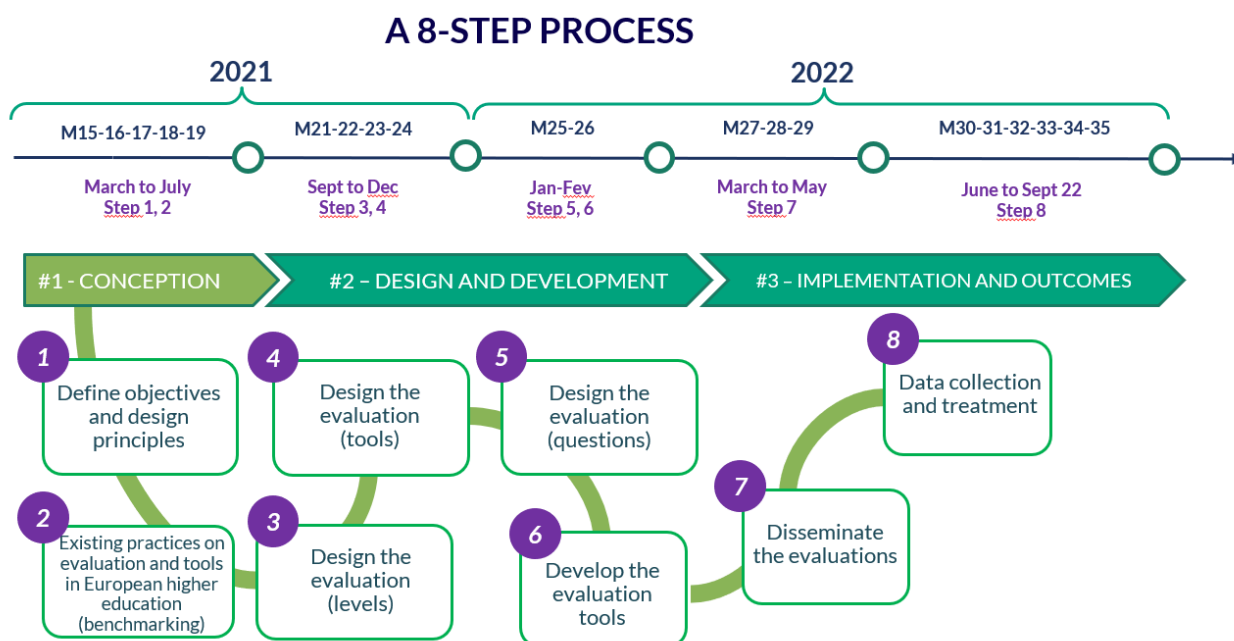 A 8-STEP PROCESS
2021
2022
M15-16-17-18-19
M21-22-23-24
M25-26
M27-28-29
M30-31-32-33-34-35
March to July
Step 1, 2
Sept to Dec
Step 3, 4
Jan-Fev
Step 5, 6
March to May
Step 7
June to Sept 22
Step 8
#1 - CONCEPTION
#2 – DESIGN AND DEVELOPMENT
#3 – IMPLEMENTATION AND OUTCOMES
1
Define objectives
and design
principles
2
Existing practices on
evaluation and tools
in European higher
education
(benchmarking)
3
Design the
evaluation
(levels)
4
Design the
evaluation
(tools)
5
Design the
evaluation
(questions)
6
Develop the
evaluation
tools
7
Disseminate
the evaluations
8
Data collection
and treatment